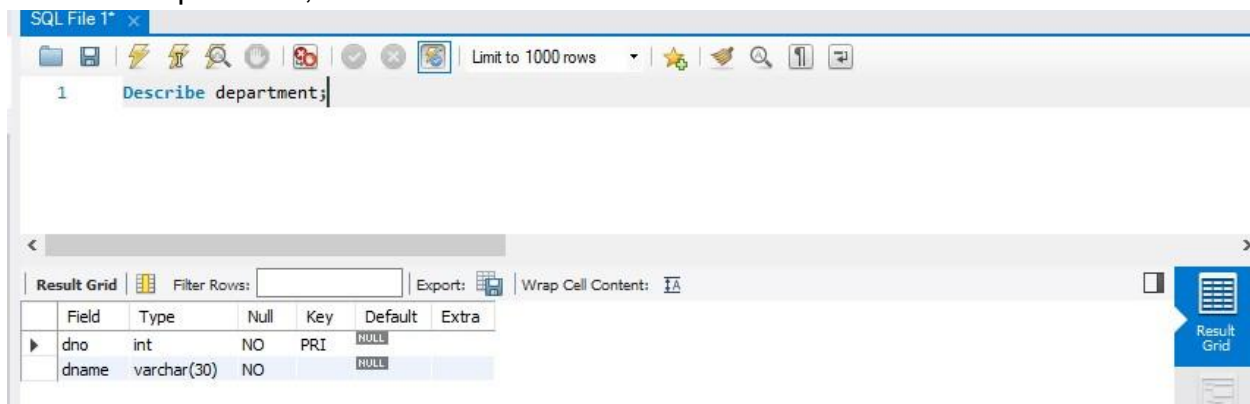 SQL File 1* ×
Limit to 1000 rows
1 Describe department;
Result Grid Filter Rows: Export: Wrap Cell Content: IA
Field Type Null Key Default Extra
dno int NO PRI NULL
dname varchar(30) NO NULL
Result
Grid